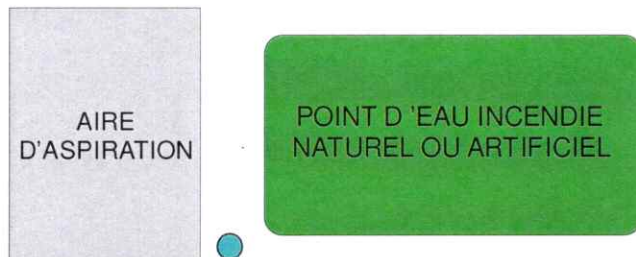 AIRE
D'ASPIRATION
POINT D 'EAU INCENDIE
NATUREL OU ARTIFICIEL